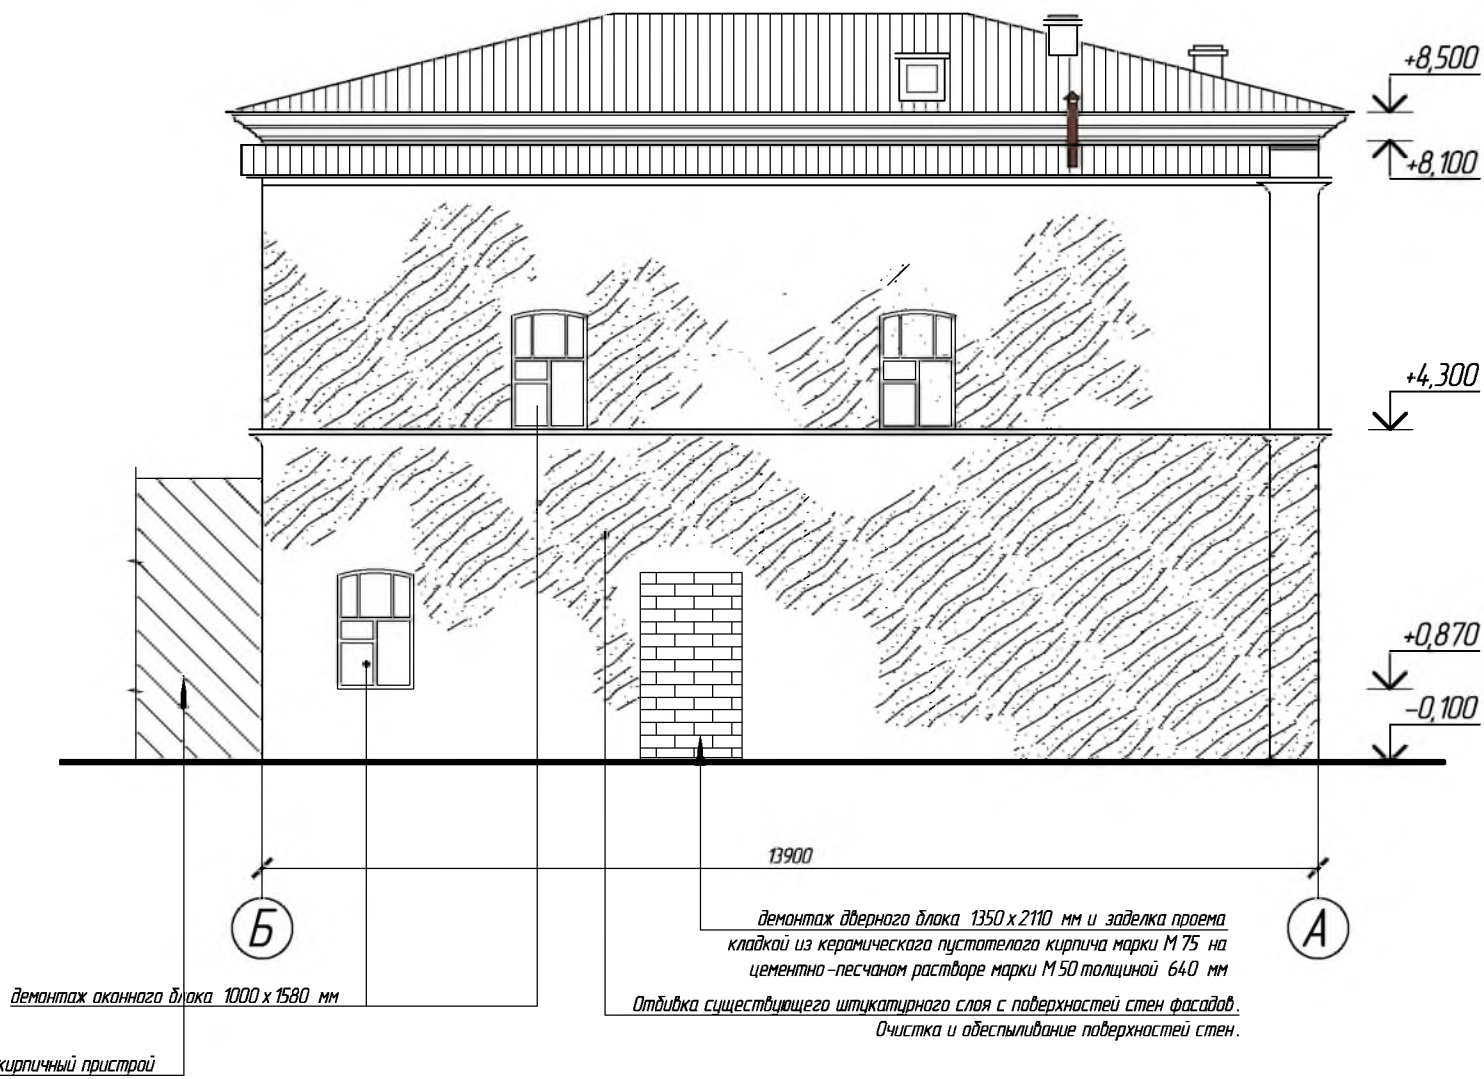 +8,500
+8,100
+4,300
+0,870
-0,100
13900
Б
А
демонтаж дверного блока 1350 х 2110 мм и заделка проема
кладкой из керамического пустотелого кирпича марки М 75 на
цементно-песчаном растворе марки М 50 толщиной 640 мм
демонтаж оконного блока 1000 х 1580 мм
Отбивка существующего штукатурного слоя с поверхностей стен фасадов.
Очистка и обеспыливание поверхностей стен.
кирпичный пристрой